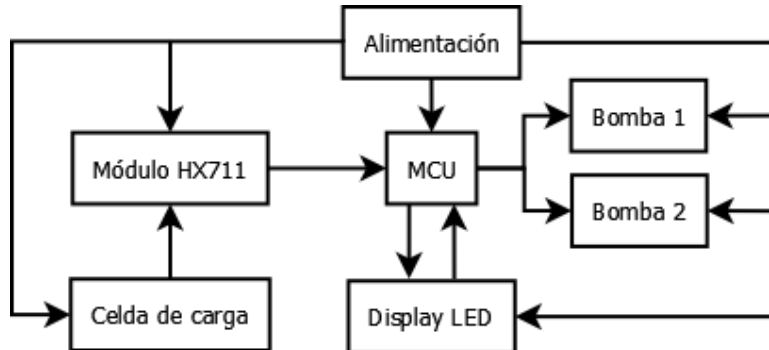 Alimentación
Bomba 1
Módulo HX711
MCU
Bomba 2
Celda de carga
Display LED